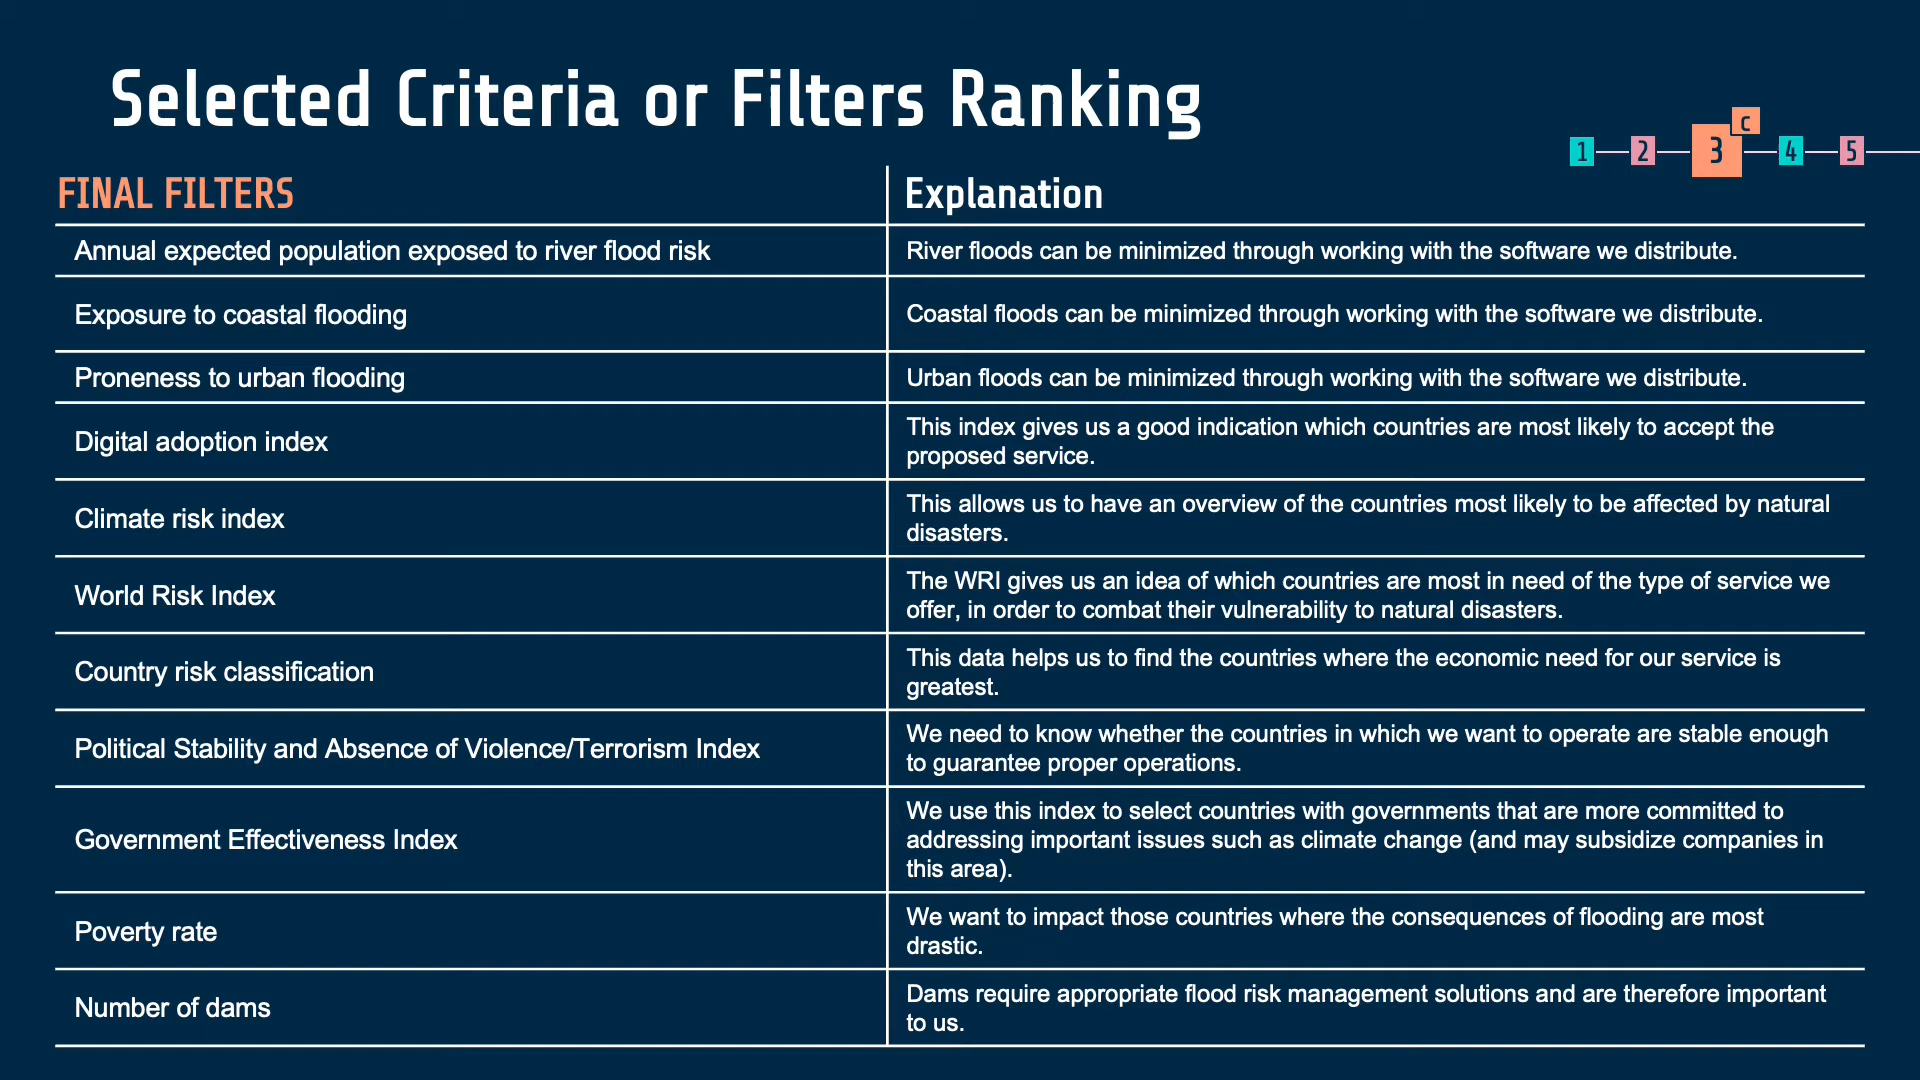 Selected Criteria or Filters Ranking
1 2 3 C 4 5
FINAL FILTERS
Explanation
Annual expected population exposed to river flood risk
River floods can be minimized through working with the software we distribute.
Exposure to coastal flooding
Coastal floods can be minimized through working with the software we distribute.
Proneness to urban flooding
Urban floods can be minimized through working with the software we distribute.
Digital adoption index
This index gives us a good indication which countries are most likely to accept the
proposed service.
Climate risk index
This allows us to have an overview of the countries most likely to be affected by natural
disasters.
World Risk Index
The WRI gives us an idea of which countries are most in need of the type of service we
offer, in order to combat their vulnerability to natural disasters.
Country risk classification
This data helps us to find the countries where the economic need for our service is
greatest.
Political Stability and Absence of Violence/Terrorism Index
We need to know whether the countries in which we want to operate are stable enough
to guarantee proper operations.
Government Effectiveness Index
We use this index to select countries with governments that are more committed to
addressing important issues such as climate change (and may subsidize companies in
this area).
Poverty rate
We want to impact those countries where the consequences of flooding are most
drastic.
Number of dams
Dams require appropriate flood risk management solutions and are therefore important
to us.